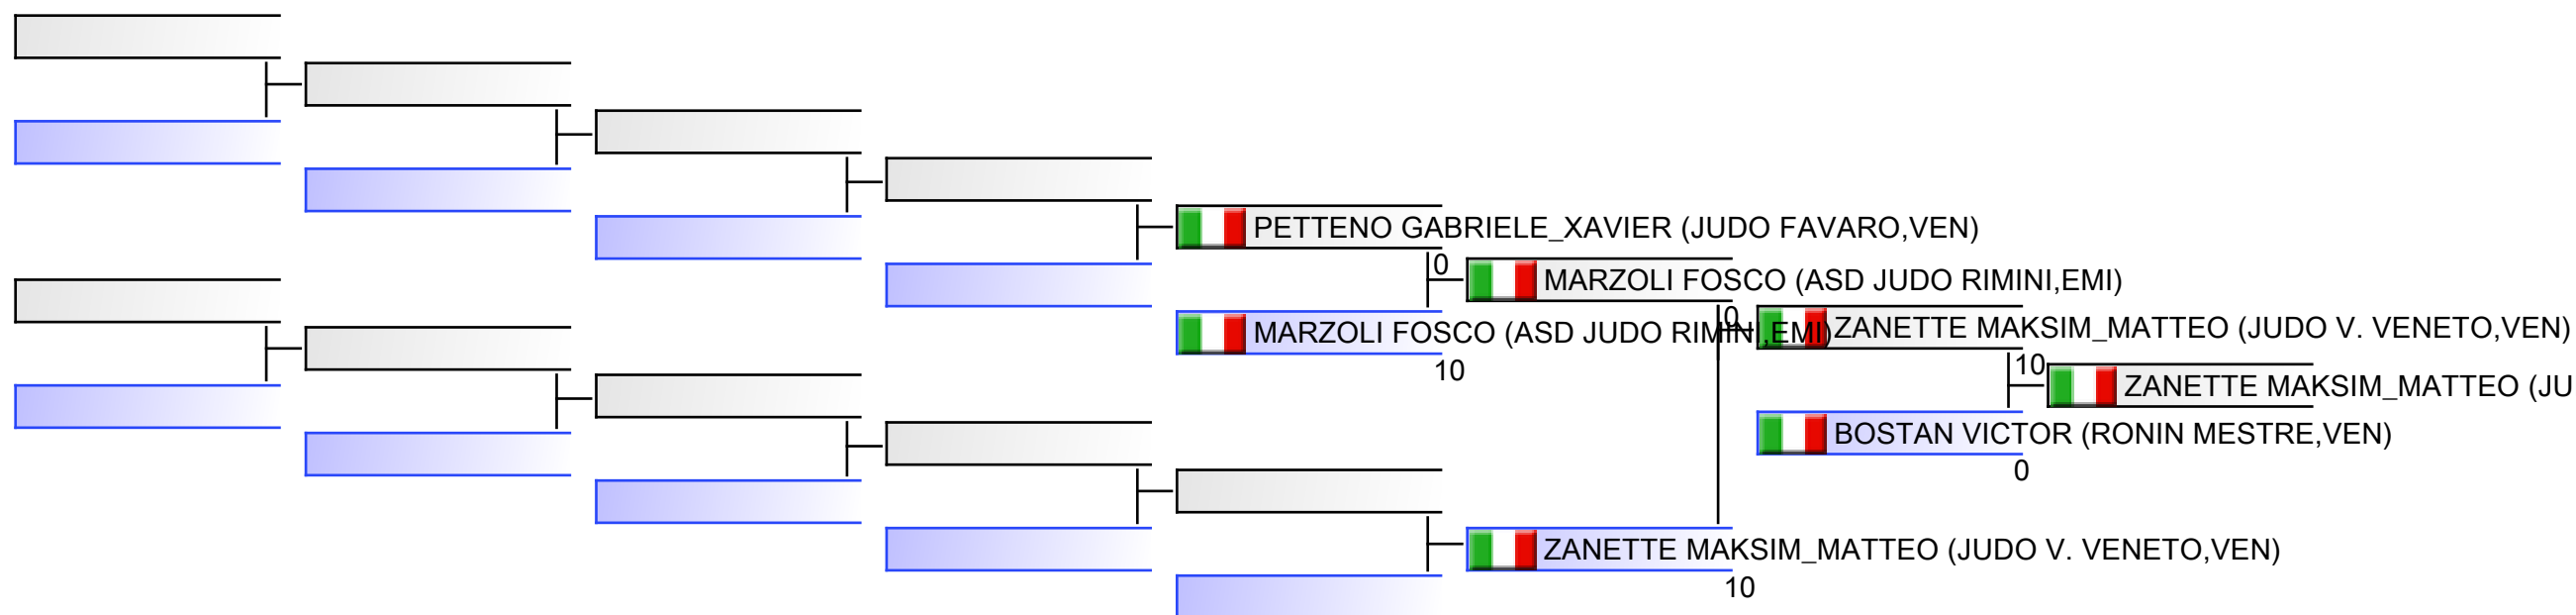 PETTENO GABRIELE_XAVIER (JUDO FAVARO,VEN)
0
MARZOLI FOSCO (ASD JUDO RIMINI,EMI)
MARZOLI FOSCO (ASD JUDO RIMINI,EMI)
10
0
ZANETTE MAKSIM_MATTEO (JUDO V. VENETO,VEN)
10
ZANETTE MAKSIM_MATTEO (JU
BOSTAN VICTOR (RONIN MESTRE,VEN)
0
ZANETTE MAKSIM_MATTEO (JUDO V. VENETO,VEN)
10